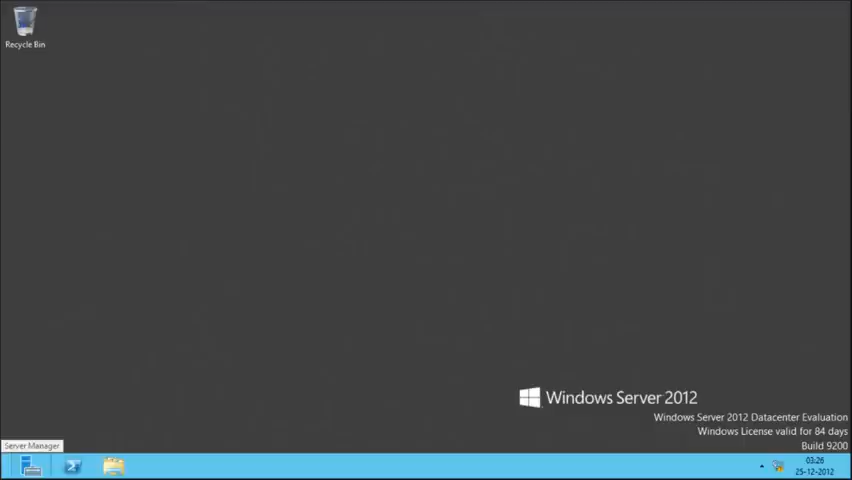 Recycle Bin
Windows Server 2012
Windows Server 2012 Datacenter Evaluation
Windows License valid for 84 days
Build 9200
Server Manager
03:26
25-12-2012